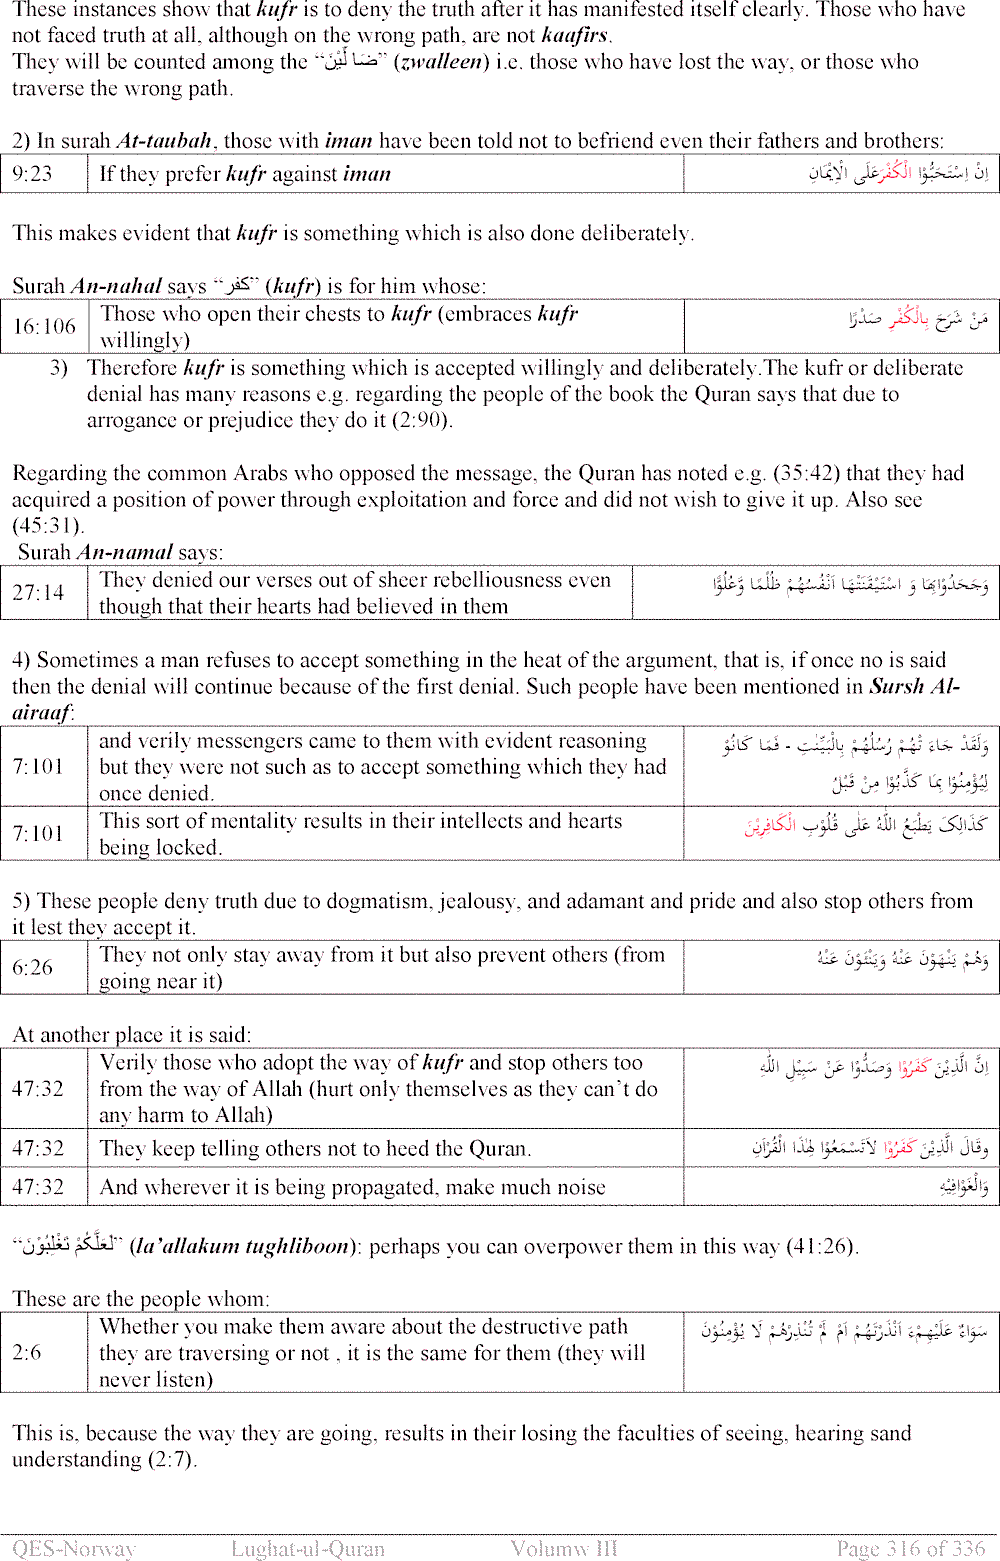 These instances show that kufr is to deny the truth after it has manifested itself clearly. Those who have
not faced truth at all, although on the wrong path, are not kaafirs.
They will be counted among the “ضَا لِّيْنَ” (zwalleen) i.e. those who have lost the way, or those who
traverse the wrong path.
2) In surah At-taubah, those with iman have been told not to befriend even their fathers and brothers:
9:23 If they prefer kufr against iman اِنْ اِسْتَحَبُّوْا الْكُفْرَعَلَى الْاِيْمَانِ
This makes evident that kufr is something which is also done deliberately.
Surah An-nahal says “كفر” (kufr) is for him whose:
16:106 Those who open their chests to kufr (embraces kufr مَنْ شَرَحَ بِالْكُفْرِ صَدْرًا
willingly)
3) Therefore kufr is something which is accepted willingly and deliberately.The kufr or deliberate
denial has many reasons e.g. regarding the people of the book the Quran says that due to
arrogance or prejudice they do it (2:90).
Regarding the common Arabs who opposed the message, the Quran has noted e.g. (35:42) that they had
acquired a position of power through exploitation and force and did not wish to give it up. Also see
(45:31).
Surah An-namal says:
27:14 They denied our verses out of sheer rebelliousness even وَجَحَدُوْابِهَا وَ اسْتَيْقَنَتْهَا اَنْفُسُهُمْ ظُلْمًا وَّعُلُوًّا
though that their hearts had believed in them
4) Sometimes a man refuses to accept something in the heat of the argument, that is, if once no is said
then the denial will continue because of the first denial. Such people have been mentioned in Sursh Al-
airaaf:
7:101 and verily messengers came to them with evident reasoning وَلَقَدْ جَاءَ تْهُمْ رُسُلُهُمْ بِالْبَيِّنٰتِ - فَمَا كَانُوْ
but they were not such as to accept something which they had لِيُؤْمِنُوْا بِمَا كَذَّبُوْا مِنْ قَبْلُ
once denied.
7:101 This sort of mentality results in their intellects and hearts كَذَالِکَ يَطْبَعُ اللّٰهُ عَلٰى قُلُوْبِ الْكَافِرِيْنَ
being locked.
5) These people deny truth due to dogmatism, jealousy, and adamant and pride and also stop others from
it lest they accept it.
6:26 They not only stay away from it but also prevent others (from وَهُمْ يَنْهَوْنَ عَنْهُ وَيَنْئَوْنَ عَنْهُ
going near it)
At another place it is said:
47:32 Verily those who adopt the way of kufr and stop others too اِنَّ الَّذِيْنَ كَفَرُوْا وَصَدُّوْا عَنْ سَبِيْلِ اللّٰهِ
from the way of Allah (hurt only themselves as they can’t do
any harm to Allah)
47:32 They keep telling others not to heed the Quran. وقَالَ الَّذِيْنَ كَفَرُوْا لاَتَسْمَعُوْا لِهٰذَا الْقُرْآنِ
47:32 And wherever it is being propagated, make much noise وَالْغَوْافِيْهِ
“لَعَلَّكُمْ تَغْلِبُوْنَ” (la’allakum tughliboon): perhaps you can overpower them in this way (41:26).
These are the people whom:
2:6 Whether you make them aware about the destructive path سَوَاءٌ عَلَيْهِمْءَ اَنْذَرْتَهُمْ اَمْ لَمْ تُنْذِرْهُمْ لَا يُؤْمِنُوْنَ
they are traversing or not , it is the same for them (they will
never listen)
This is, because the way they are going, results in their losing the faculties of seeing, hearing sand
understanding (2:7).
QES-Norway Lughat-ul-Quran Volumw III Page 316 of 336